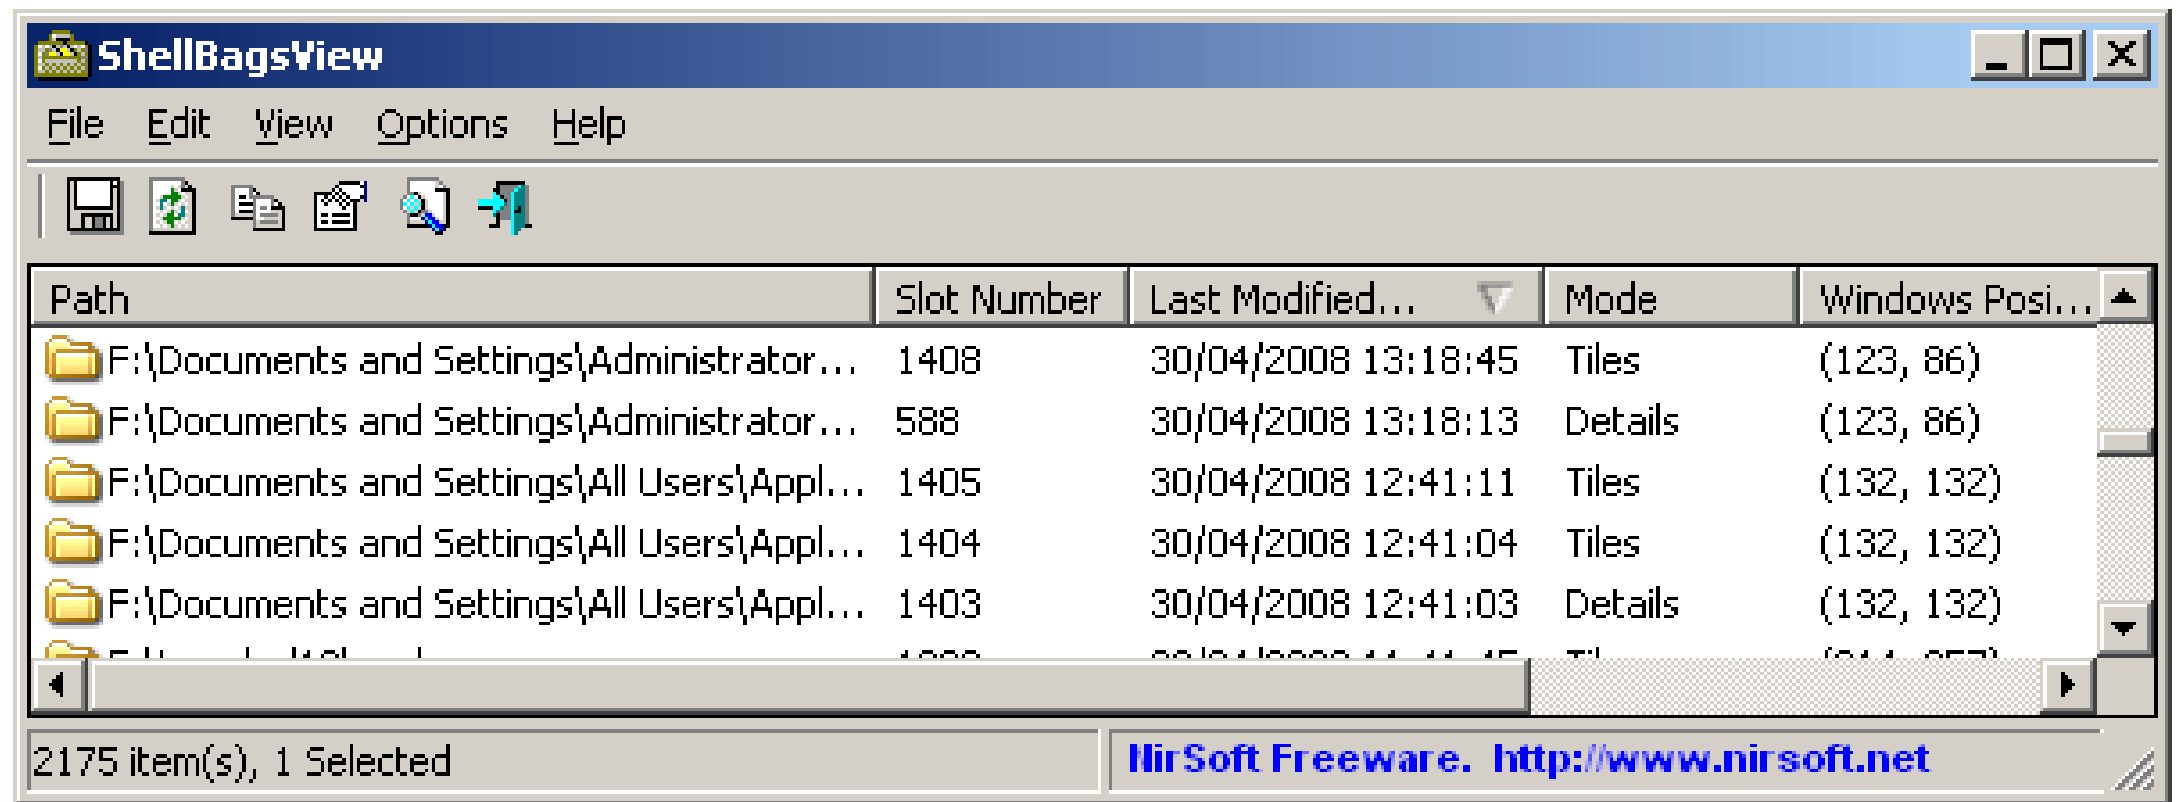 ShellBagsView
File Edit View Options Help
Path Slot Number Last Modified... Mode Windows Posi...
F:\Documents and Settings\Administrator... 1408 30/04/2008 13:18:45 Tiles (123, 86)
F:\Documents and Settings\Administrator... 588 30/04/2008 13:18:13 Details (123, 86)
F:\Documents and Settings\All Users\Appl... 1405 30/04/2008 12:41:11 Tiles (132, 132)
F:\Documents and Settings\All Users\Appl... 1404 30/04/2008 12:41:04 Tiles (132, 132)
F:\Documents and Settings\All Users\Appl... 1403 30/04/2008 12:41:03 Details (132, 132)
2175 item(s), 1 Selected NirSoft Freeware. http://www.nirsoft.net